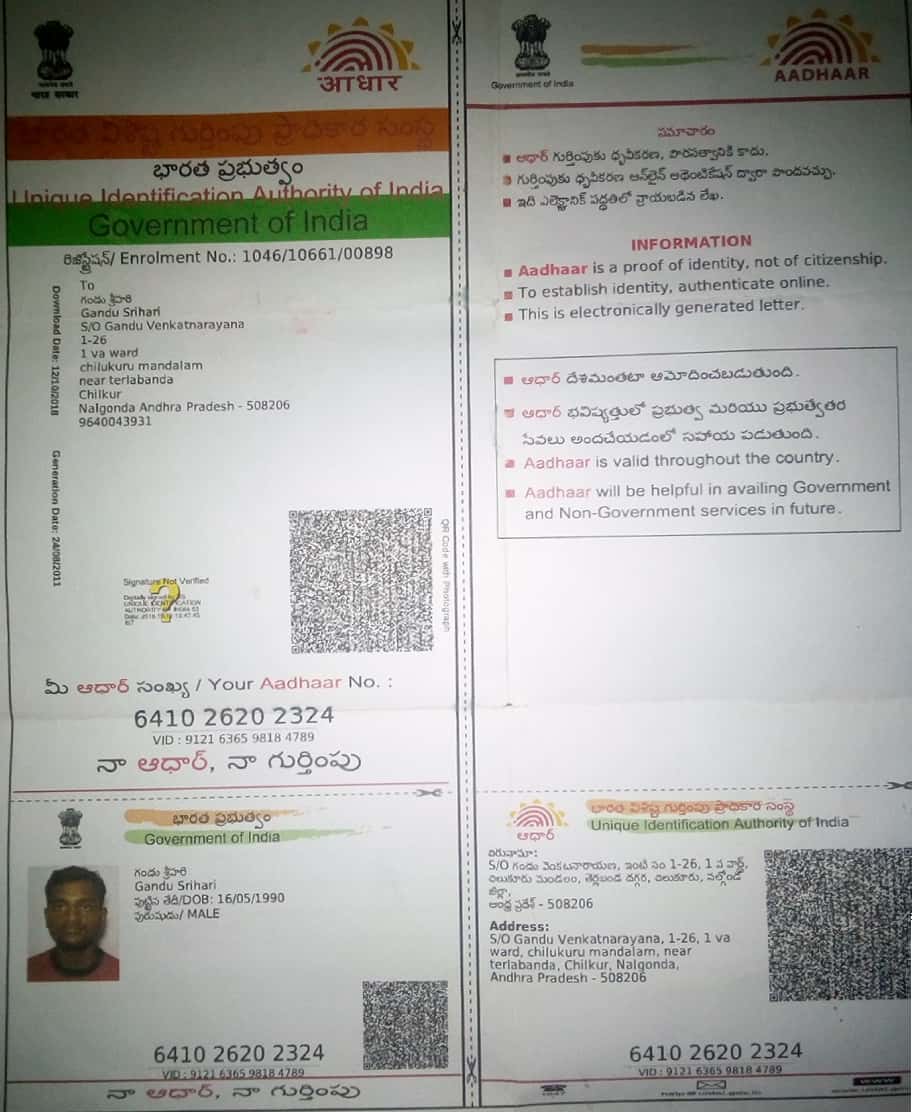 भारत सरकार
आधार
భారత విశిష్ట గుర్తింపు ప్రాధికార సంస్థ
భారత ప్రభుత్వం
Unique Identification Authority of India
Government of India
రిజిస్ట్రేషన్/ Enrolment No.: 1046/10661/00898
To
గందు శ్రీహరి
Gandu Srihari
S/O Gandu Venkatnarayana
1-26
1 va ward
chilukuru mandalam
near terlabanda
Chilkur
Nalgonda Andhra Pradesh - 508206
9640043931
Download Date: 12/10/2018
Generation Date: 24/08/2011
Signature Not Verified
Digitally signed by DS
UNIQUE IDENTIFICATION
AUTHORITY OF INDIA 03
IST
QR Code with Photograph
మీ ఆధార్ సంఖ్య / Your Aadhaar No. :
6410 2620 2324
VID : 9121 6365 9818 4789
నా ఆధార్, నా గుర్తింపు
Government of India
AADHAAR
సమాచారం
ఆధార్ గుర్తింపుకు ధృవీకరణ, పౌరసత్వానికి కాదు.
గుర్తింపుకు ధృవీకరణ ఆన్‌లైన్ అథెంటికేషన్ ద్వారా పొందవచ్చు.
ఇది ఎలెక్ట్రానిక్ పద్ధతిలో వ్రాయబడిన లేఖ.
INFORMATION
Aadhaar is a proof of identity, not of citizenship.
To establish identity, authenticate online.
This is electronically generated letter.
ఆధార్ దేశమంతటా ఆమోదించబడుతుంది.
ఆదార్ భవిష్యత్తులో ప్రభుత్వ మరియు ప్రభుత్వేతర
సేవలు అందచేయడంలో సహాయ పడుతుంది.
Aadhaar is valid throughout the country.
Aadhaar will be helpful in availing Government
and Non-Government services in future.
భారత ప్రభుత్వం
Government of India
గందు శ్రీహరి
Gandu Srihari
పుట్టిన తేదీ/DOB: 16/05/1990
పురుషుడు/ MALE
6410 2620 2324
VID : 9121 6365 9818 4789
నా ఆధార్, నా గుర్తింపు
ఆధార్
భారత విశిష్ట గుర్తింపు ప్రాధికార సంస్థ
Unique Identification Authority of India
చిరునామా:
S/O గందు వెంకటనారాయణ, ఇంటి నం 1-26, 1 వ వార్డ్,
చిలుకూరు మండలం, తెర్లబండ దగ్గర, చిలుకూరు, నల్గొండ
జిల్లా,
ఆంధ్ర ప్రదేశ్ - 508206
Address:
S/O Gandu Venkatnarayana, 1-26, 1 va
ward, chilukuru mandalam, near
terlabanda, Chilkur, Nalgonda,
Andhra Pradesh - 508206
6410 2620 2324
VID : 9121 6365 9818 4789
1947
www